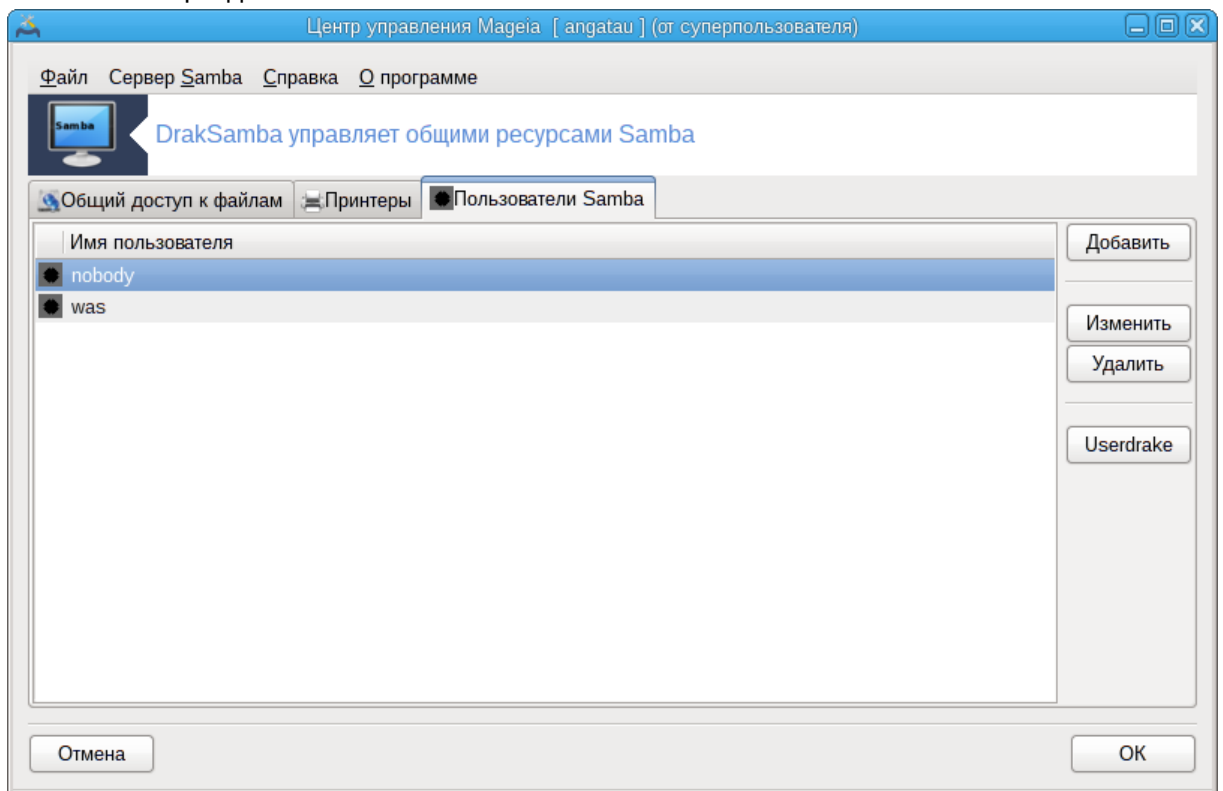 Центр управления Mageia [ angatau ] (от суперпользователя)
Файл Сервер Samba Справка О программе
Samba
DrakSamba управляет общими ресурсами Samba
Общий доступ к файлам Принтеры Пользователи Samba
Имя пользователя
Добавить
nobody
was
Изменить
Удалить
Userdrake
Отмена
ОК